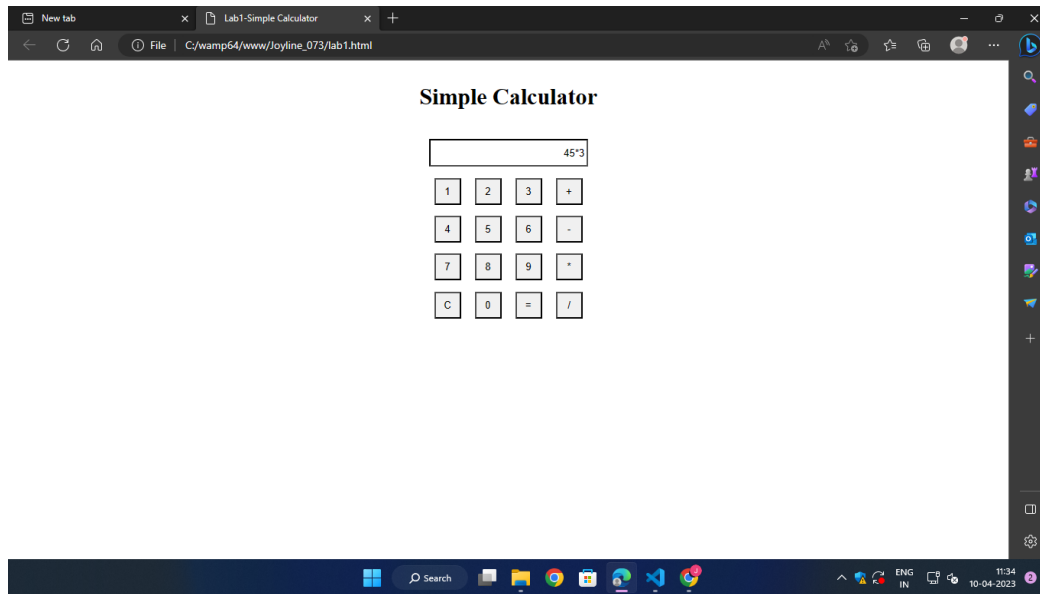 New tab
Lab1-Simple Calculator
File
C:/wamp64/www/Joyline_073/lab1.html
Simple Calculator
45*3
1 2 3 +
4 5 6 -
7 8 9 *
C 0 = /
Search
ENG
IN
11:34
10-04-2023
2